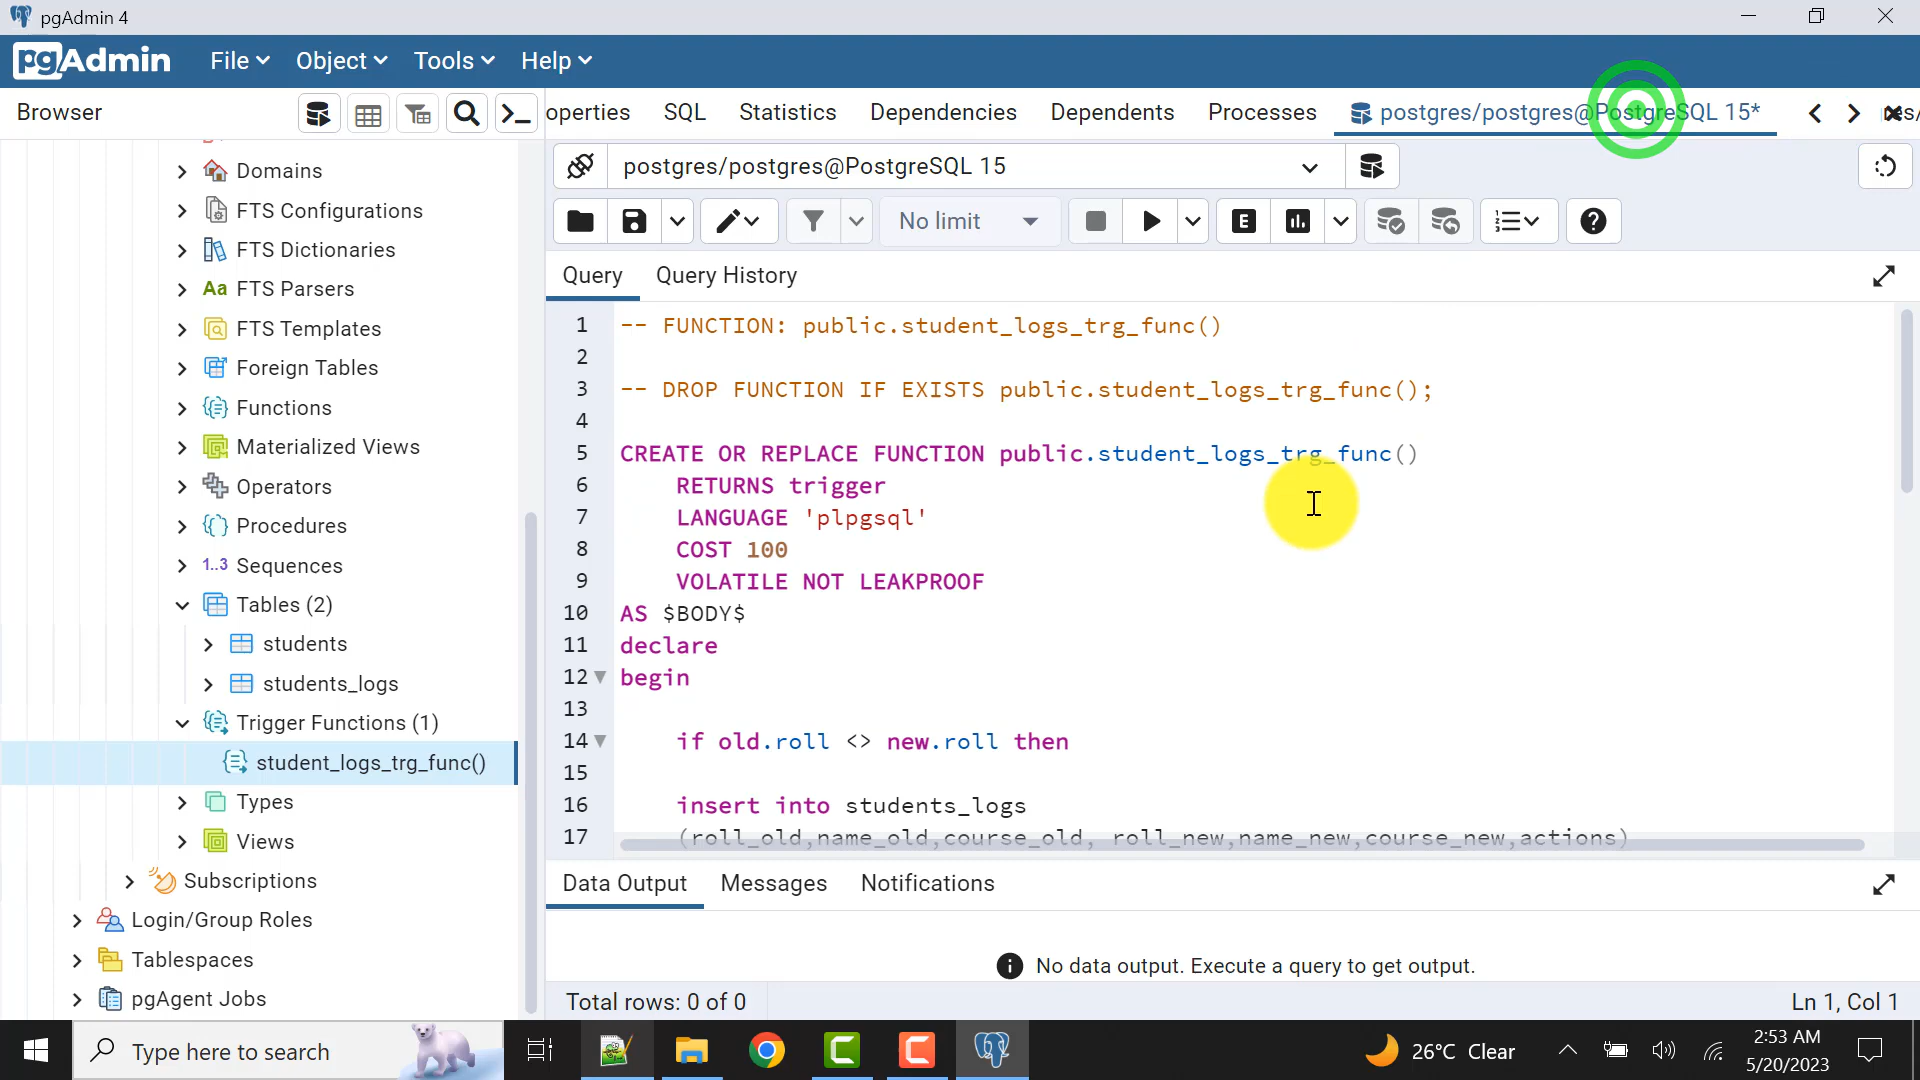 pgAdmin 4
pgAdmin File Object Tools Help
Browser
operties SQL Statistics Dependencies Dependents Processes postgres/postgres@PostgreSQL 15*
postgres/postgres@PostgreSQL 15
No limit
E
Query Query History
1 -- FUNCTION: public.student_logs_trg_func()
2
3 -- DROP FUNCTION IF EXISTS public.student_logs_trg_func();
4
5 CREATE OR REPLACE FUNCTION public.student_logs_trg_func()
6 RETURNS trigger
7 LANGUAGE 'plpgsql'
8 COST 100
9 VOLATILE NOT LEAKPROOF
10 AS $BODY$
11 declare
12 begin
13
14 if old.roll <> new.roll then
15
16 insert into students_logs
17 (roll_old,name_old,course_old, roll_new,name_new,course_new,actions)
Domains
FTS Configurations
FTS Dictionaries
Aa FTS Parsers
FTS Templates
Foreign Tables
Functions
Materialized Views
Operators
Procedures
1..3 Sequences
Tables (2)
students
students_logs
Trigger Functions (1)
student_logs_trg_func()
Types
Views
Subscriptions
Login/Group Roles
Tablespaces
pgAgent Jobs
Data Output Messages Notifications
No data output. Execute a query to get output.
Total rows: 0 of 0
Ln 1, Col 1
Type here to search
26°C Clear
2:53 AM
5/20/2023